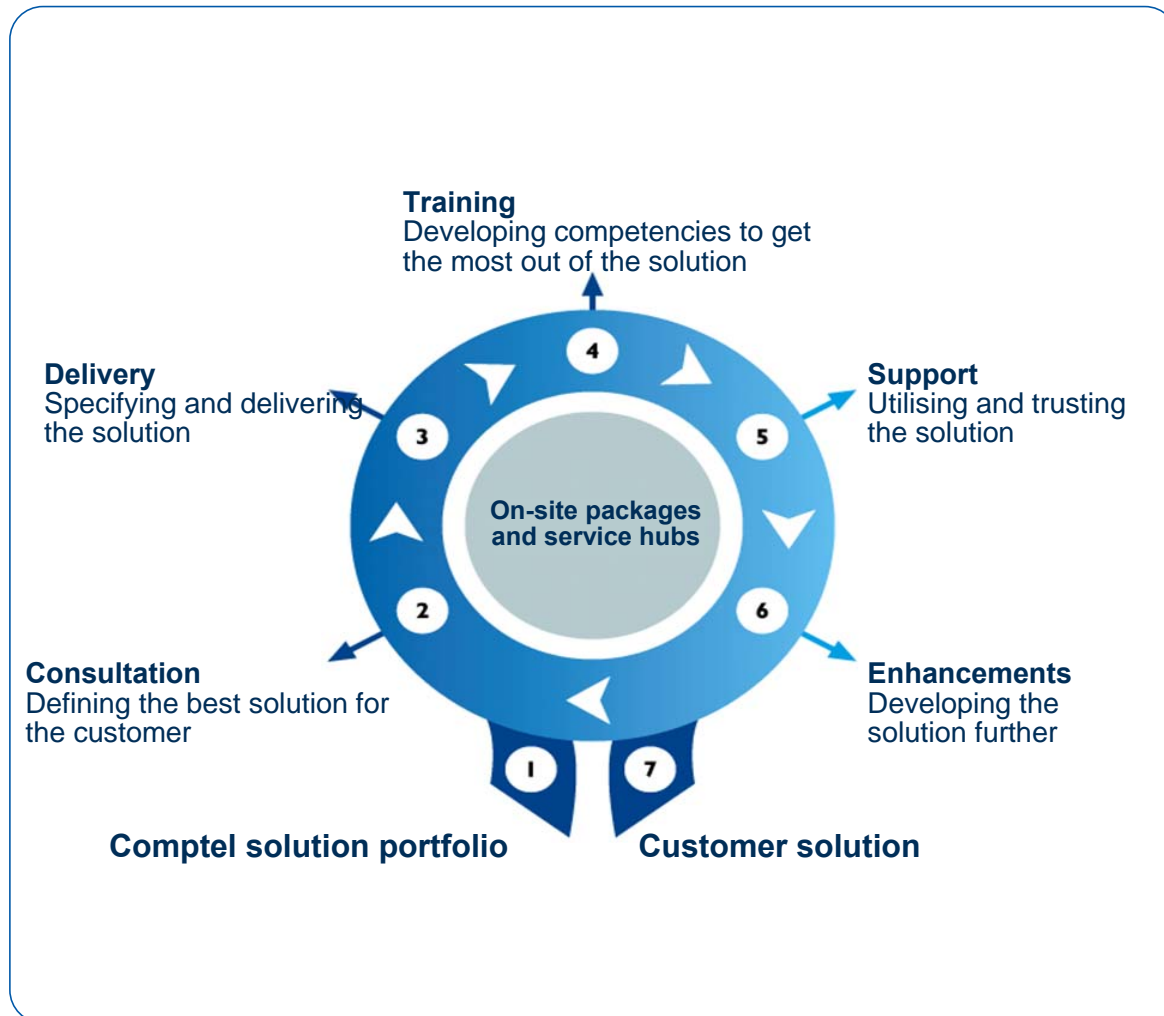 Training
Developing competencies to get
the most out of the solution
4
Delivery
Specifying and delivering
the solution
3
Support
Utilising and trusting
the solution
5
On-site packages
and service hubs
2
6
Consultation
Defining the best solution for
the customer
Enhancements
Developing the
solution further
1
7
Comptel solution portfolio
Customer solution